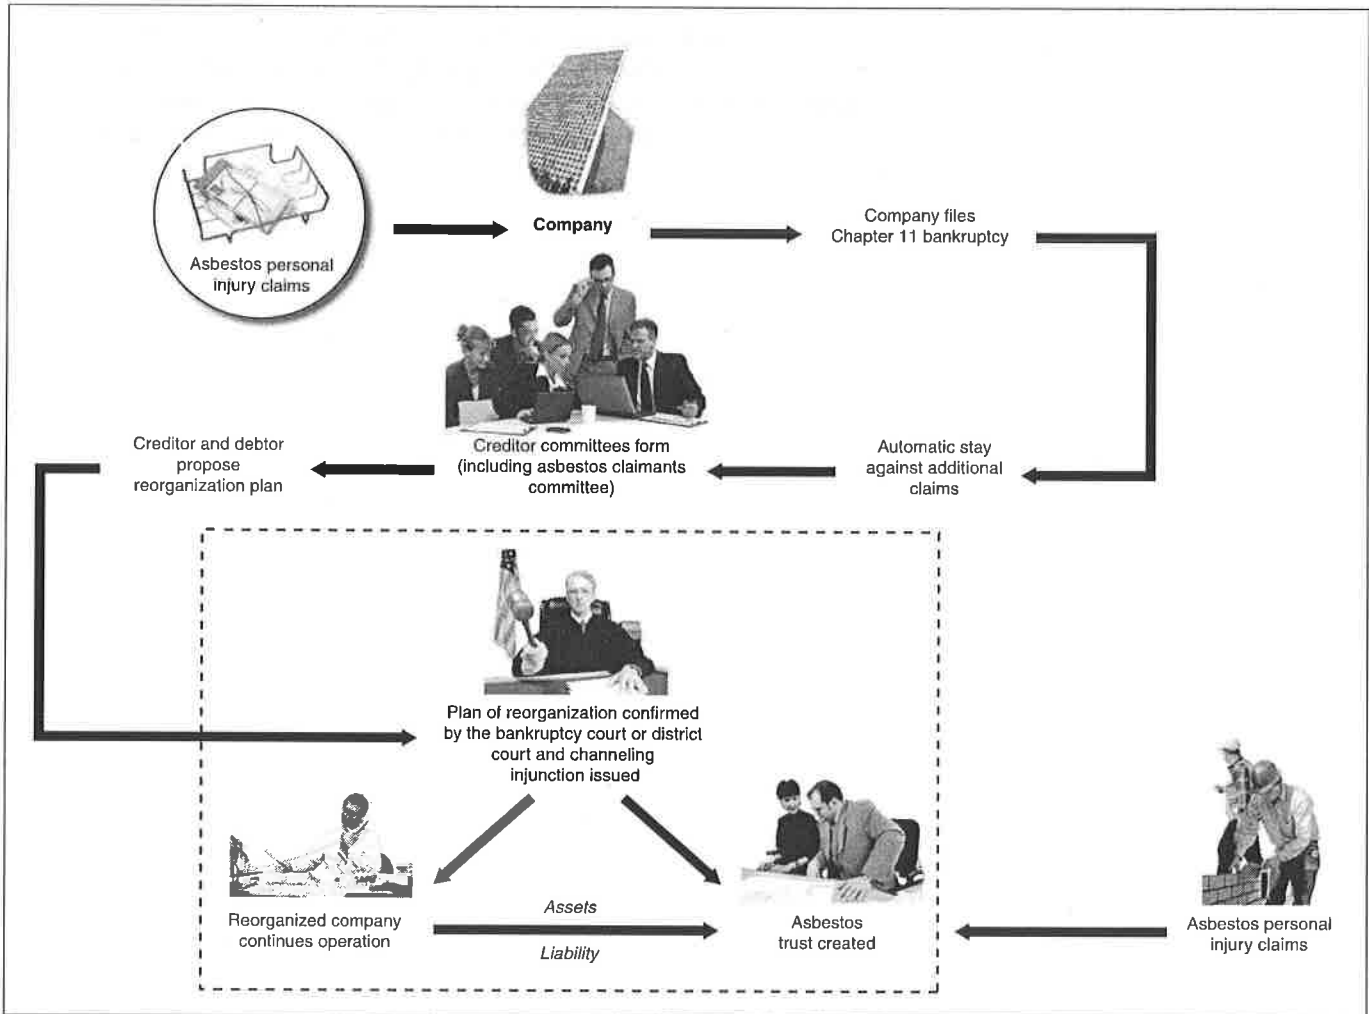 Asbestos personal
injury claims
Company
Company files
Chapter 11 bankruptcy
Automatic stay
against additional
claims
Creditor committees form
(including asbestos claimants
committee)
Creditor and debtor
propose
reorganization plan
Plan of reorganization confirmed
by the bankruptcy court or district
court and channeling
injunction issued
Reorganized company
continues operation
Assets
Liability
Asbestos
trust created
Asbestos personal
injury claims